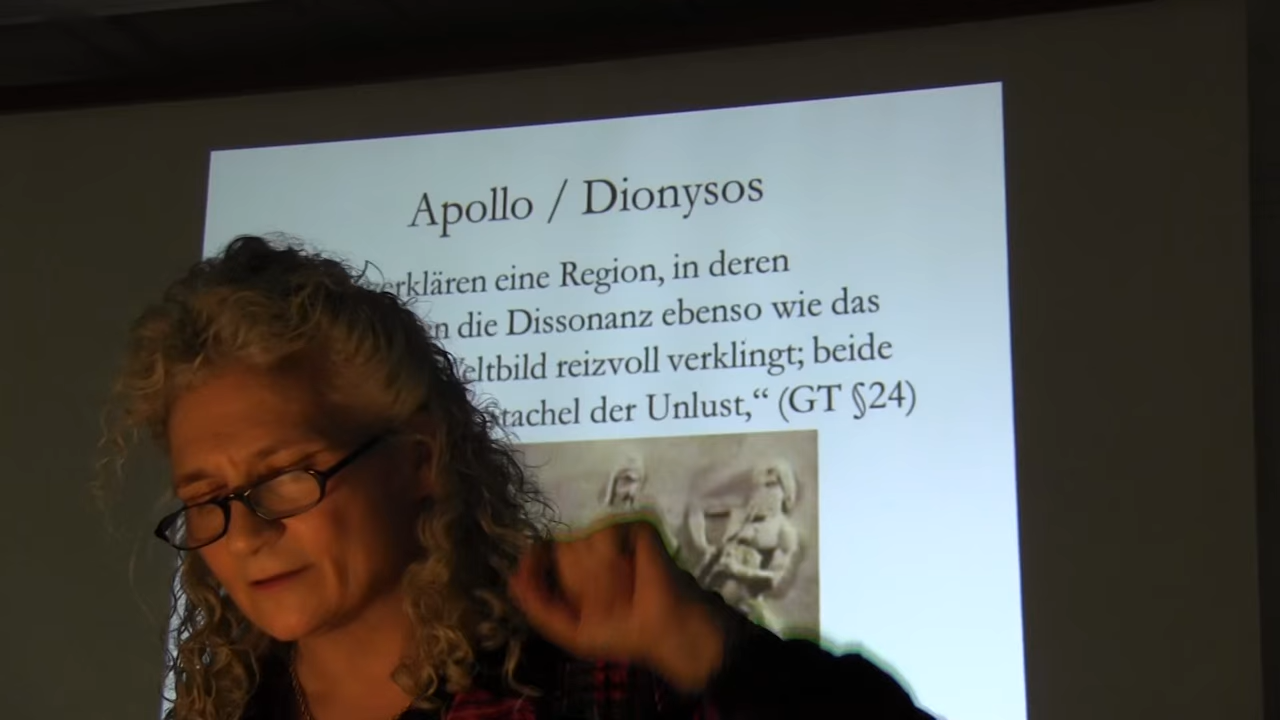 Apollo / Dionysos
verklären eine Region, in deren
die Dissonanz ebenso wie das
Weltbild reizvoll verklingt; beide
Stachel der Unlust,“ (GT §24)